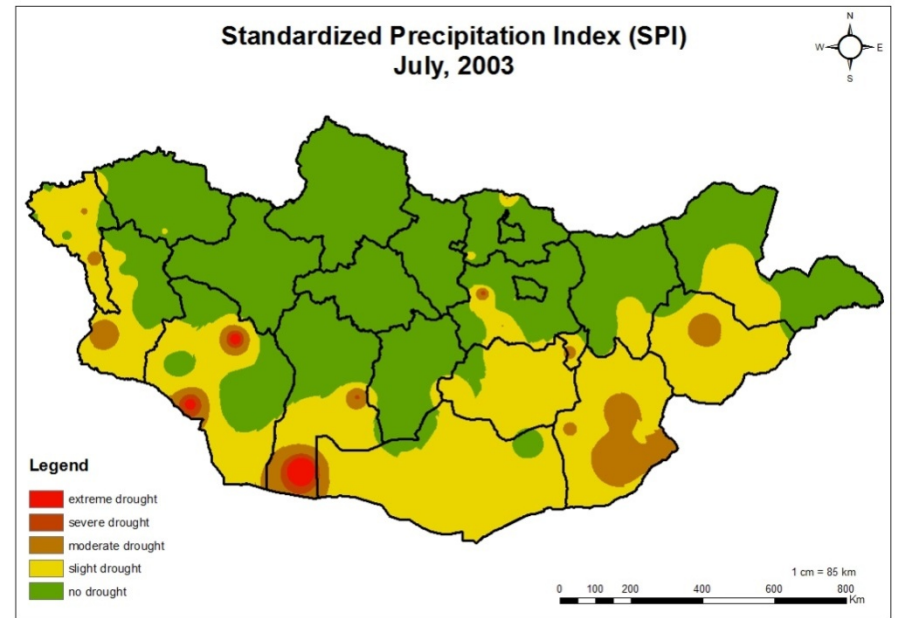 Standardized Precipitation Index (SPI)
July, 2003
N
W E
S
Legend
extreme drought
severe drought
moderate drought
slight drought
no drought
1 cm = 85 km
0 100 200 400 600 800
Km